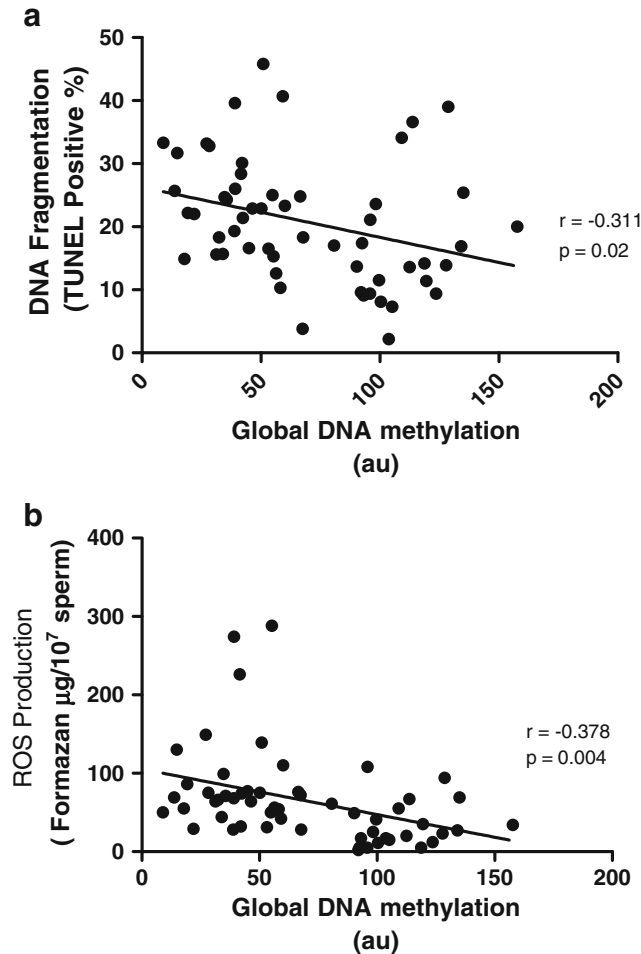 a
DNA Fragmentation
(TUNEL Positive %)
50
40
30
20
10
0
0
50
100
150
200
r = -0.311
p = 0.02
Global DNA methylation
(au)
b
ROS Production
( Formazan μg/10⁷ sperm)
400
300
200
100
0
0
50
100
150
200
r = -0.378
p = 0.004
Global DNA methylation
(au)